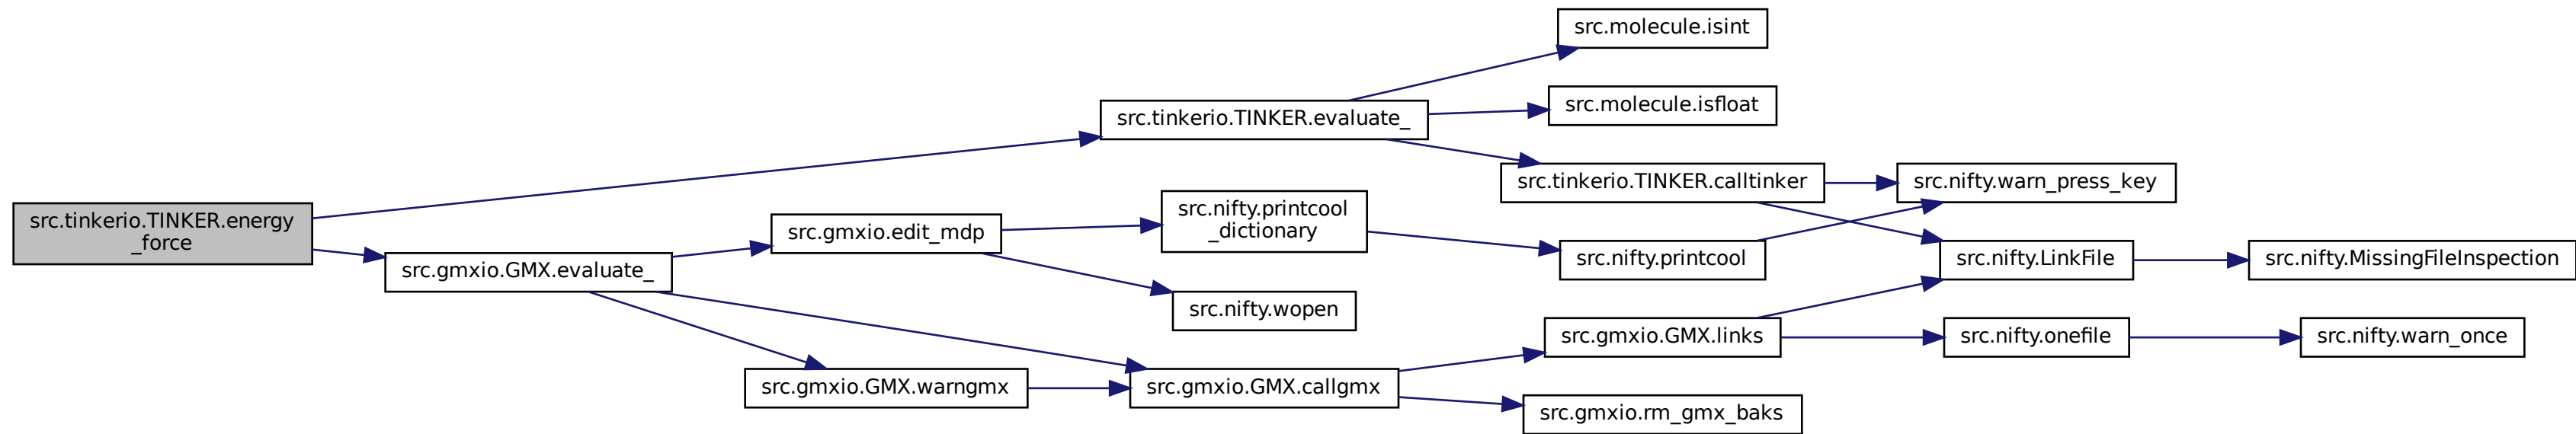 src.tinkerio.TINKER.energy
_force
src.tinkerio.TINKER.evaluate_
src.molecule.isint
src.molecule.isfloat
src.tinkerio.TINKER.calltinker
src.nifty.warn_press_key
src.gmxio.GMX.evaluate_
src.gmxio.edit_mdp
src.nifty.printcool
_dictionary
src.nifty.printcool
src.nifty.LinkFile
src.nifty.MissingFileInspection
src.nifty.wopen
src.gmxio.GMX.warngmx
src.gmxio.GMX.callgmx
src.gmxio.GMX.links
src.nifty.onefile
src.nifty.warn_once
src.gmxio.rm_gmx_baks